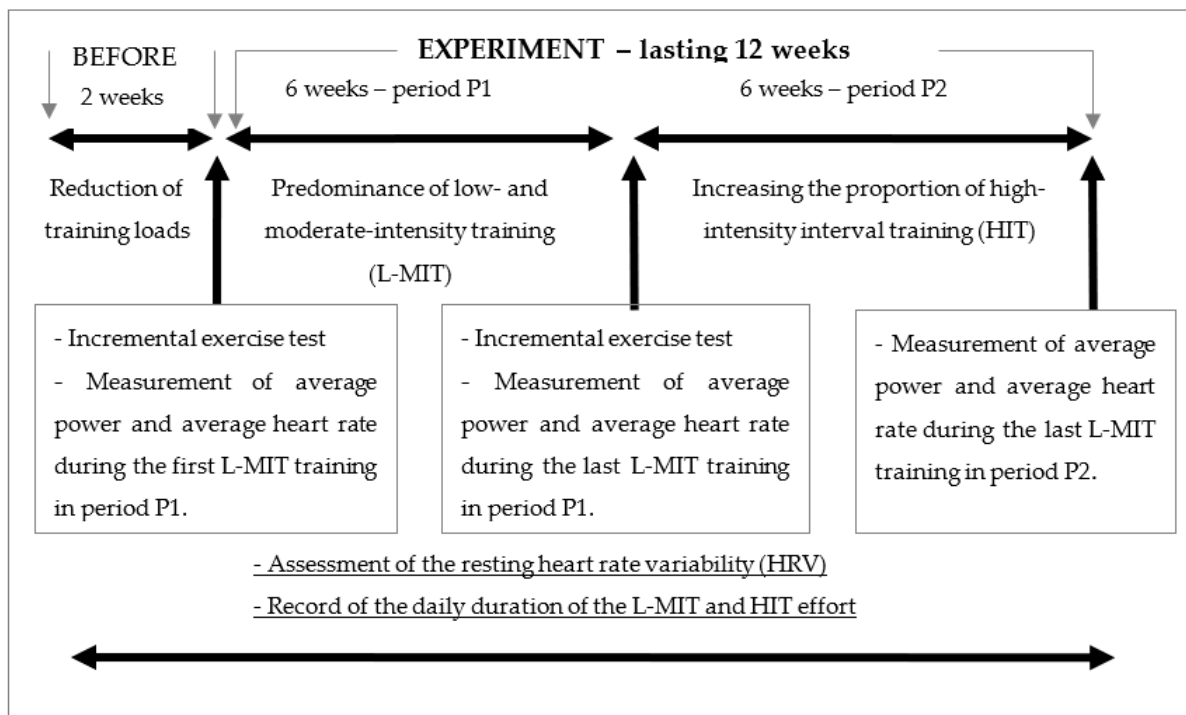 BEFORE
2 weeks
EXPERIMENT – lasting 12 weeks
6 weeks – period P1
6 weeks – period P2
Reduction of
training loads
Predominance of low- and
moderate-intensity training
(L-MIT)
Increasing the proportion of high-
intensity interval training (HIT)
- Incremental exercise test
- Measurement of average
power and average heart rate
during the first L-MIT training
in period P1.
- Incremental exercise test
- Measurement of average
power and average heart rate
during the last L-MIT training
in period P1.
- Measurement of average
power and average heart
rate during the last L-MIT
training in period P2.
- Assessment of the resting heart rate variability (HRV)
- Record of the daily duration of the L-MIT and HIT effort